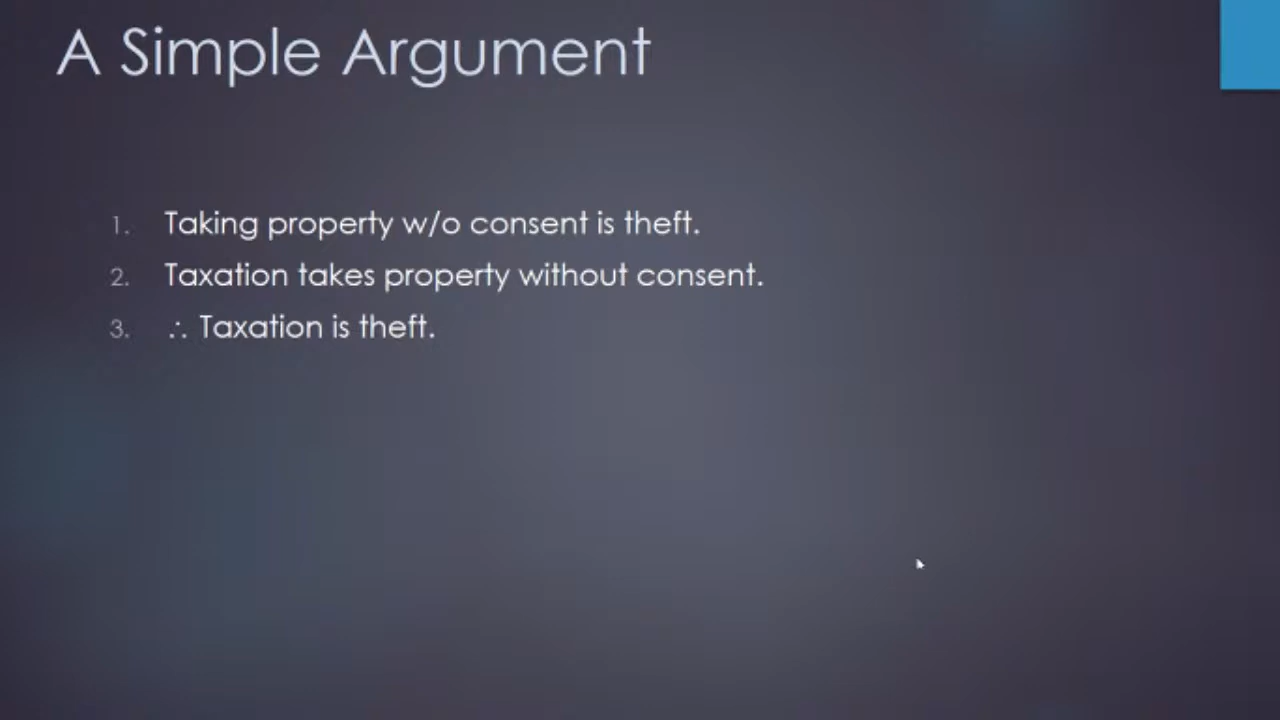 A Simple Argument
1. Taking property w/o consent is theft.
2. Taxation takes property without consent.
3. ∴ Taxation is theft.